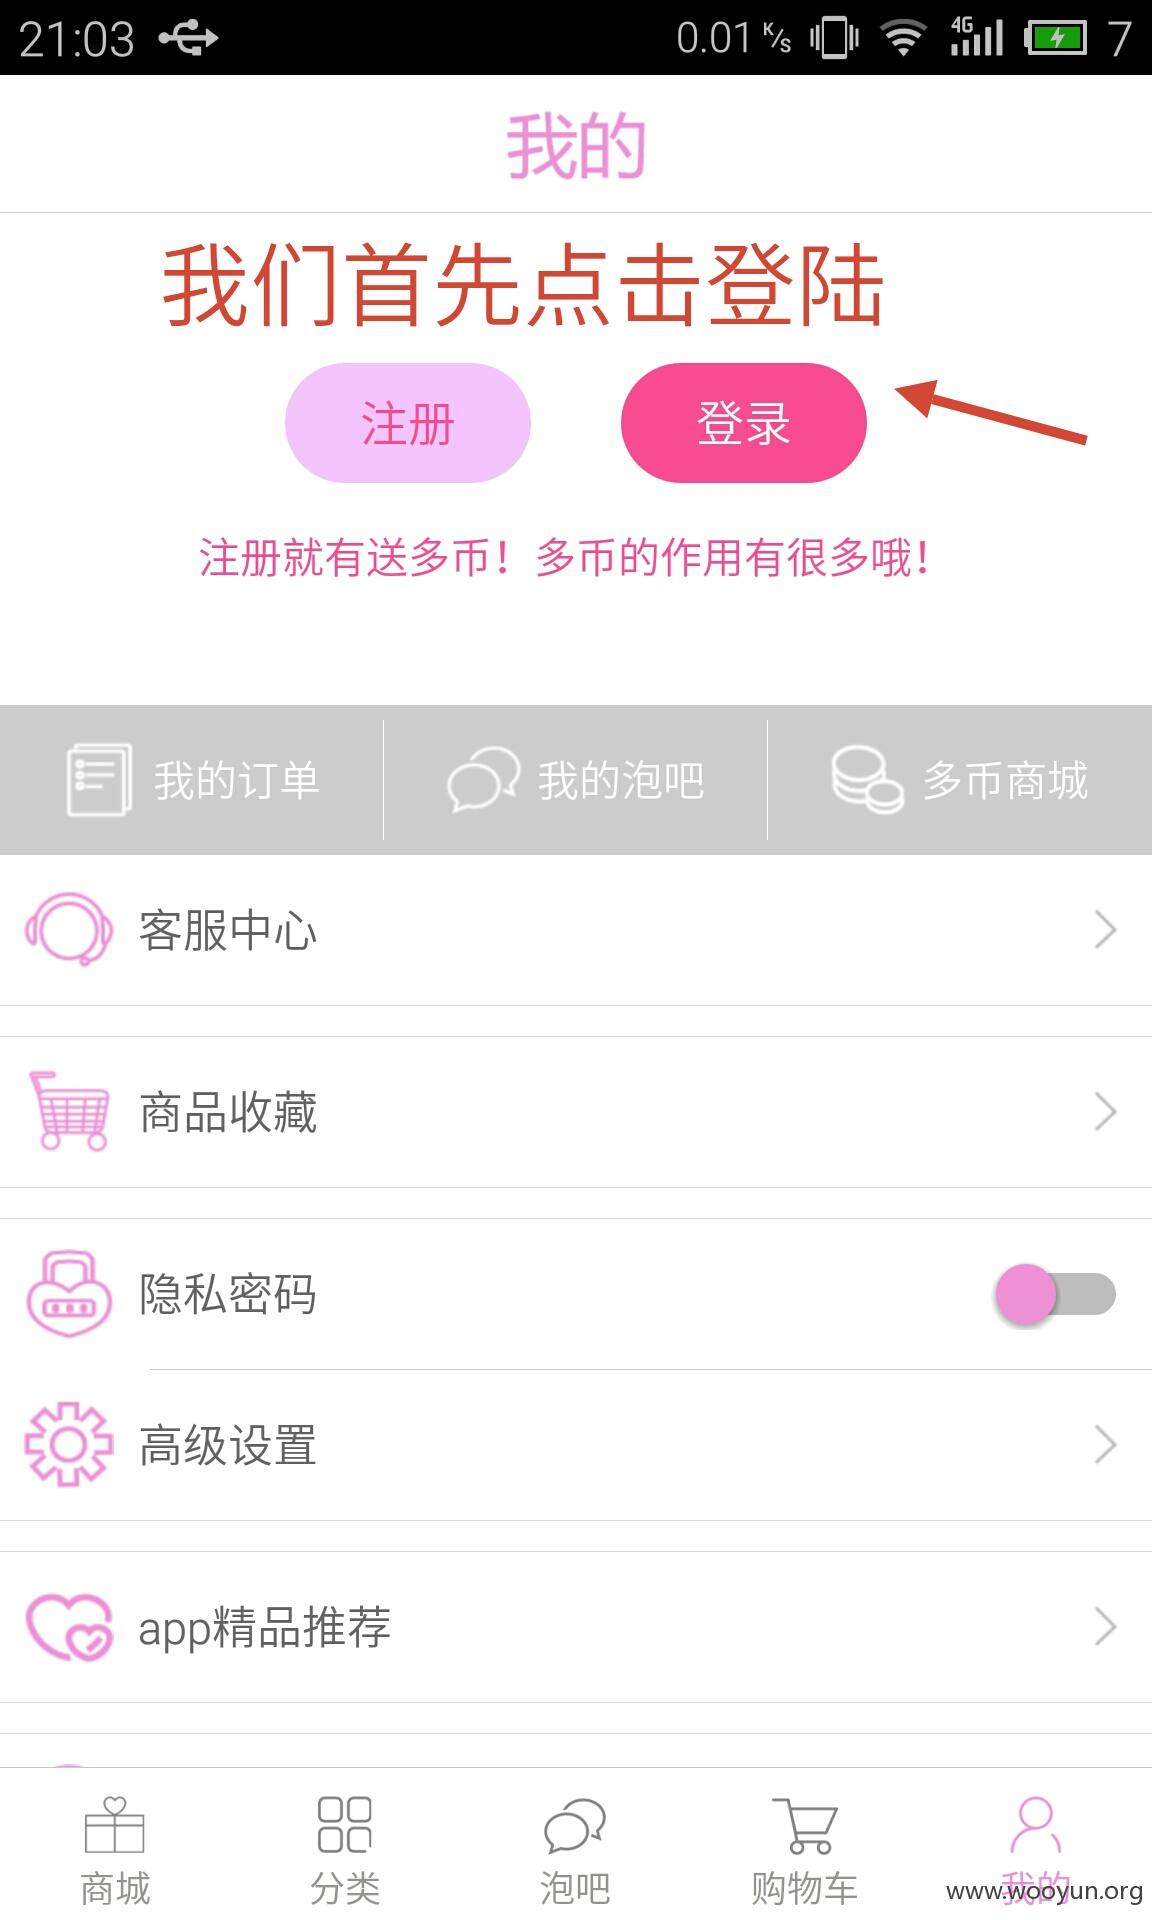 21:03
0.01 K/s
4G
7
我的
我们首先点击登陆
注册
登录
注册就有送多币！多币的作用有很多哦！
我的订单
我的泡吧
多币商城
客服中心
商品收藏
隐私密码
高级设置
app精品推荐
商城
分类
泡吧
购物车
我的
www.wooyun.org